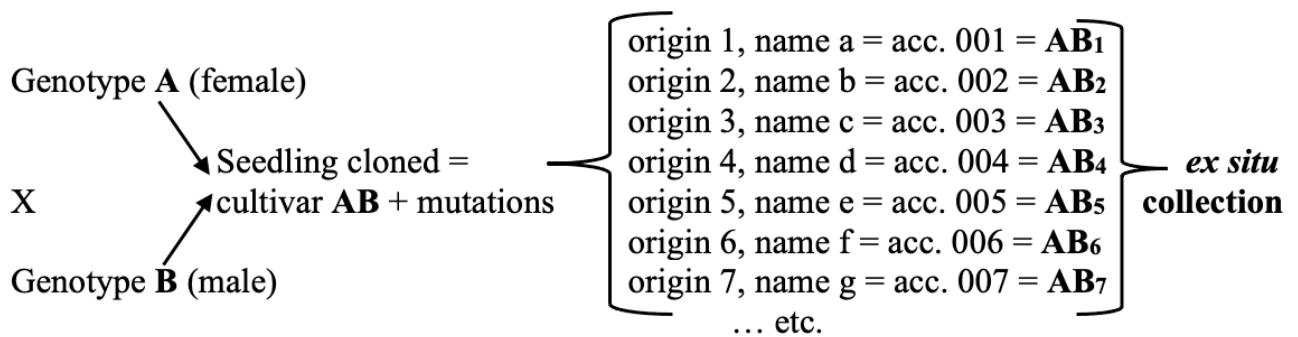 Genotype A (female)
X
Genotype B (male)
Seedling cloned =
cultivar AB + mutations
origin 1, name a = acc. 001 = AB₁
origin 2, name b = acc. 002 = AB₂
origin 3, name c = acc. 003 = AB₃
origin 4, name d = acc. 004 = AB₄
origin 5, name e = acc. 005 = AB₅
origin 6, name f = acc. 006 = AB₆
origin 7, name g = acc. 007 = AB₇
… etc.
ex situ
collection